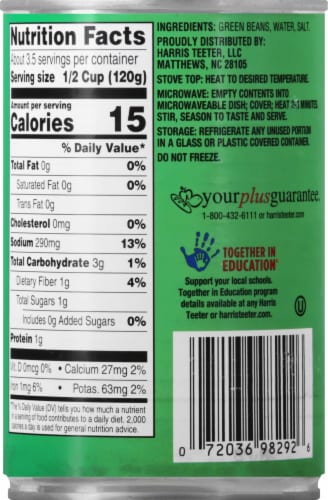 Nutrition Facts
About 3.5 servings per container
Serving size 1/2 Cup (120g)
Amount per serving
Calories 15
% Daily Value*
Total Fat 0g 0%
Saturated Fat 0g 0%
Trans Fat 0g
Cholesterol 0mg 0%
Sodium 290mg 13%
Total Carbohydrate 3g 1%
Dietary Fiber 1g 4%
Total Sugars 1g
Includes 0g Added Sugars 0%
Protein 1g
Vit. D 0mcg 0% • Calcium 27mg 2%
Iron 1mg 6% • Potas. 63mg 2%
*The % Daily Value (DV) tells you how much a nutrient
in a serving of food contributes to a daily diet. 2,000
calories a day is used for general nutrition advice.
INGREDIENTS: GREEN BEANS, WATER, SALT.
PROUDLY DISTRIBUTED BY:
HARRIS TEETER, LLC
MATTHEWS, NC 28105
STOVE TOP: HEAT TO DESIRED TEMPERATURE.
MICROWAVE: EMPTY CONTENTS INTO
MICROWAVEABLE DISH; COVER; HEAT 2-3 MINUTES
STIR, SEASON TO TASTE AND SERVE.
STORAGE: REFRIGERATE ANY UNUSED PORTION
IN A GLASS OR PLASTIC COVERED CONTAINER.
DO NOT FREEZE.
yourplusguarantee.
1-800-432-6111 or harristeeter.com
TOGETHER IN
EDUCATION
Support your local schools.
Together in Education program
details available at any Harris
Teeter or harristeeter.com
U
0 72036 98292 6